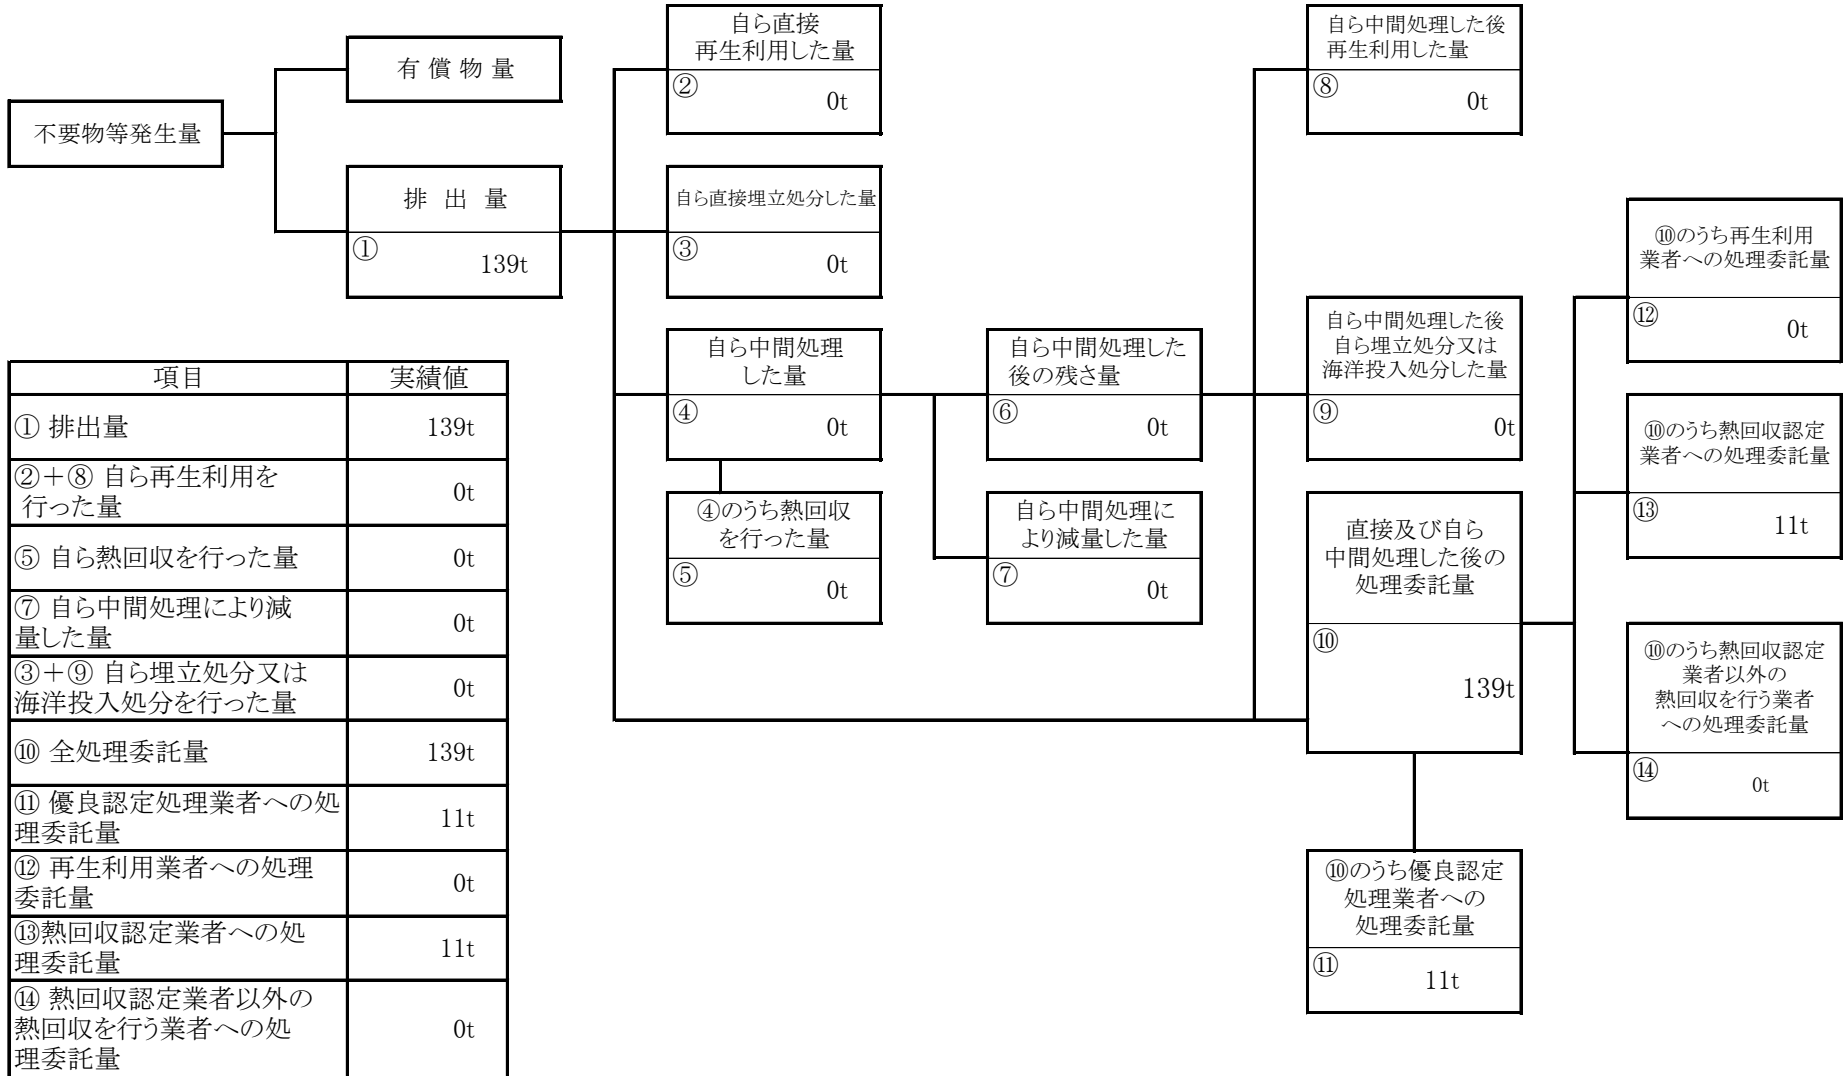 不要物等発生量
有 償 物 量
排 出 量
①
139t
自ら直接
再生利用した量
②
0t
自ら直接埋立処分した量
③
0t
自ら中間処理
した量
④
0t
④のうち熱回収
を行った量
⑤
0t
自ら中間処理した
後の残さ量
⑥
0t
自ら中間処理に
より減量した量
⑦
0t
自ら中間処理した後
再生利用した量
⑧
0t
自ら中間処理した後
自ら埋立処分又は
海洋投入処分した量
⑨
0t
直接及び自ら
中間処理した後の
処理委託量
⑩
139t
⑩のうち優良認定
処理業者への
処理委託量
⑪
11t
⑩のうち再生利用
業者への処理委託量
⑫
0t
⑩のうち熱回収認定
業者への処理委託量
⑬
11t
⑩のうち熱回収認定
業者以外の
熱回収を行う業者
への処理委託量
⑭
0t
項目 実績値
① 排出量 139t
②＋⑧ 自ら再生利用を
行った量
0t
⑤ 自ら熱回収を行った量 0t
⑦ 自ら中間処理により減
量した量
0t
③＋⑨ 自ら埋立処分又は
海洋投入処分を行った量
0t
⑩ 全処理委託量 139t
⑪ 優良認定処理業者への処
理委託量
11t
⑫ 再生利用業者への処理
委託量
0t
⑬熱回収認定業者への処
理委託量
11t
⑭ 熱回収認定業者以外の
熱回収を行う業者への処
理委託量
0t